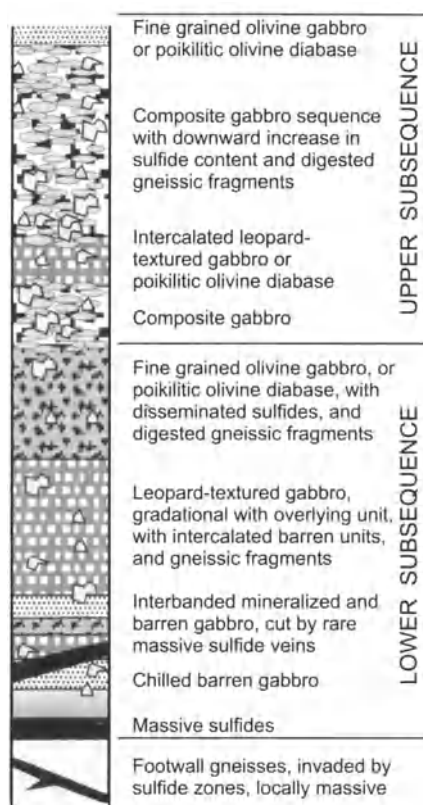 Fine grained olivine gabbro
or poikilitic olivine diabase
Composite gabbro sequence
with downward increase in
sulfide content and digested
gneissic fragments
Intercalated leopard-
textured gabbro or
poikilitic olivine diabase
Composite gabbro
UPPER SUBSEQUENCE
Fine grained olivine gabbro, or
poikilitic olivine diabase, with
disseminated sulfides, and
digested gneissic fragments
Leopard-textured gabbro,
gradational with overlying unit,
with intercalated barren units,
and gneissic fragments
Interbanded mineralized and
barren gabbro, cut by rare
massive sulfide veins
Chilled barren gabbro
Massive sulfides
LOWER SUBSEQUENCE
Footwall gneisses, invaded by
sulfide zones, locally massive